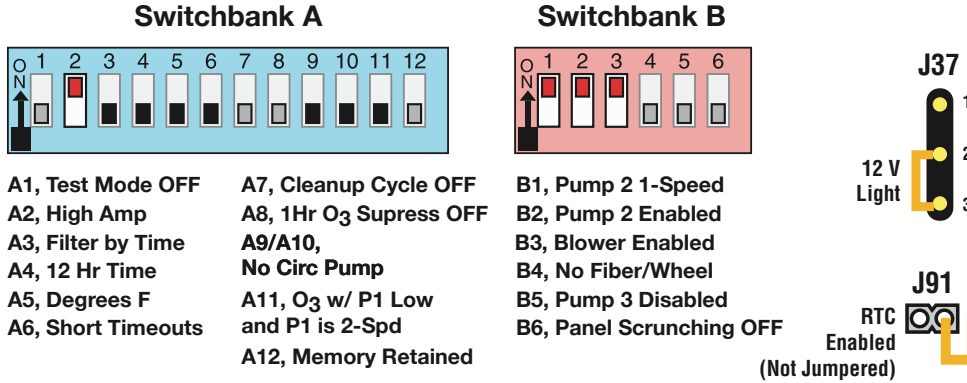 Switchbank A
ON 1 2 3 4 5 6 7 8 9 10 11 12
A1, Test Mode OFF
A2, High Amp
A3, Filter by Time
A4, 12 Hr Time
A5, Degrees F
A6, Short Timeouts
A7, Cleanup Cycle OFF
A8, 1Hr O3 Supress OFF
A9/A10,
No Circ Pump
A11, O3 w/ P1 Low
and P1 is 2-Spd
A12, Memory Retained
Switchbank B
ON 1 2 3 4 5 6
B1, Pump 2 1-Speed
B2, Pump 2 Enabled
B3, Blower Enabled
B4, No Fiber/Wheel
B5, Pump 3 Disabled
B6, Panel Scrunching OFF
J37
1
2
3
12 V
Light
J91
RTC
Enabled
(Not Jumpered)